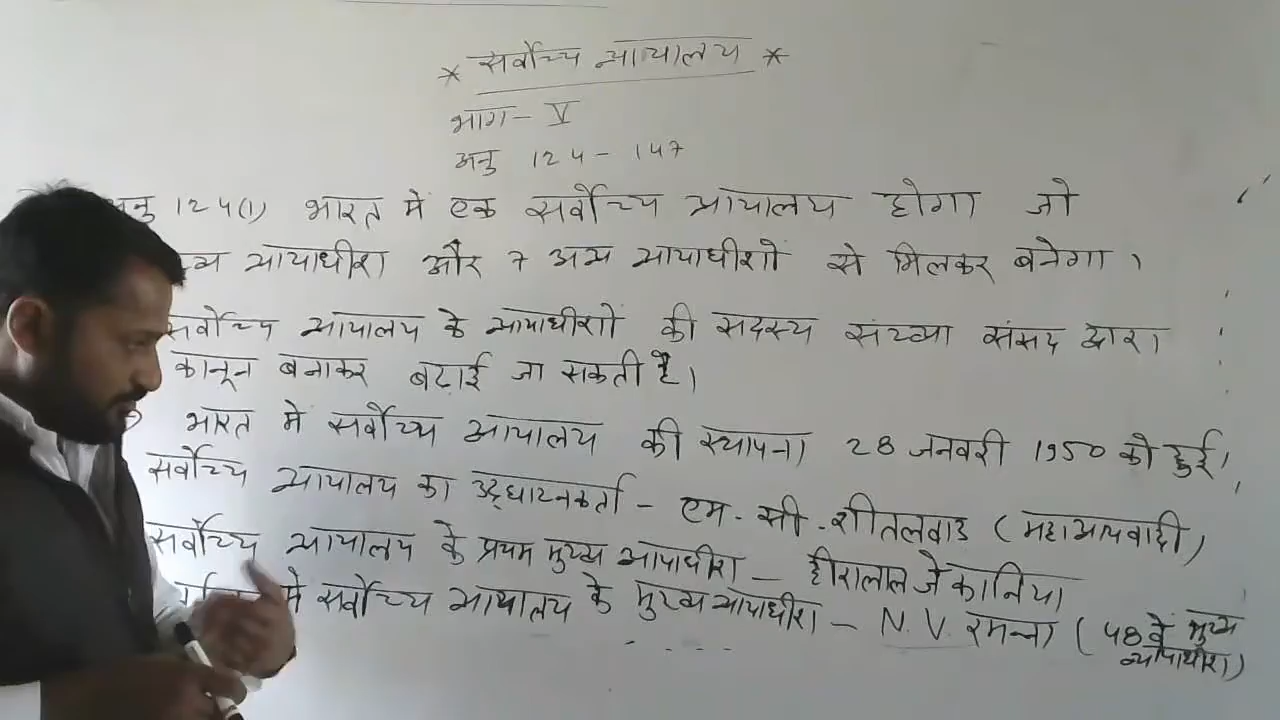 * सर्वोच्च न्यायालय *
भाग - V
अनु 124 - 147
अनु 124(1) भारत में एक सर्वोच्च न्यायालय होगा जो
न्यायाधीश और 7 अन्य न्यायाधीशों से मिलकर बनेगा।
सर्वोच्च न्यायालय के न्यायाधीशों की सदस्य संख्या संसद द्वारा
कानून बनाकर बढ़ाई जा सकती है।
भारत में सर्वोच्च न्यायालय की स्थापना 28 जनवरी 1950 को हुई।
सर्वोच्च न्यायालय का उद्घाटनकर्ता - एम. सी. शीतलवाड (महान्यायवादी)
सर्वोच्च न्यायालय के प्रथम मुख्य न्यायाधीश - हीरालाल जे कानिया
में सर्वोच्च न्यायालय के मुख्य न्यायाधीश - N. V. रमन्ना (48 वें मुख्य
न्यायाधीश)